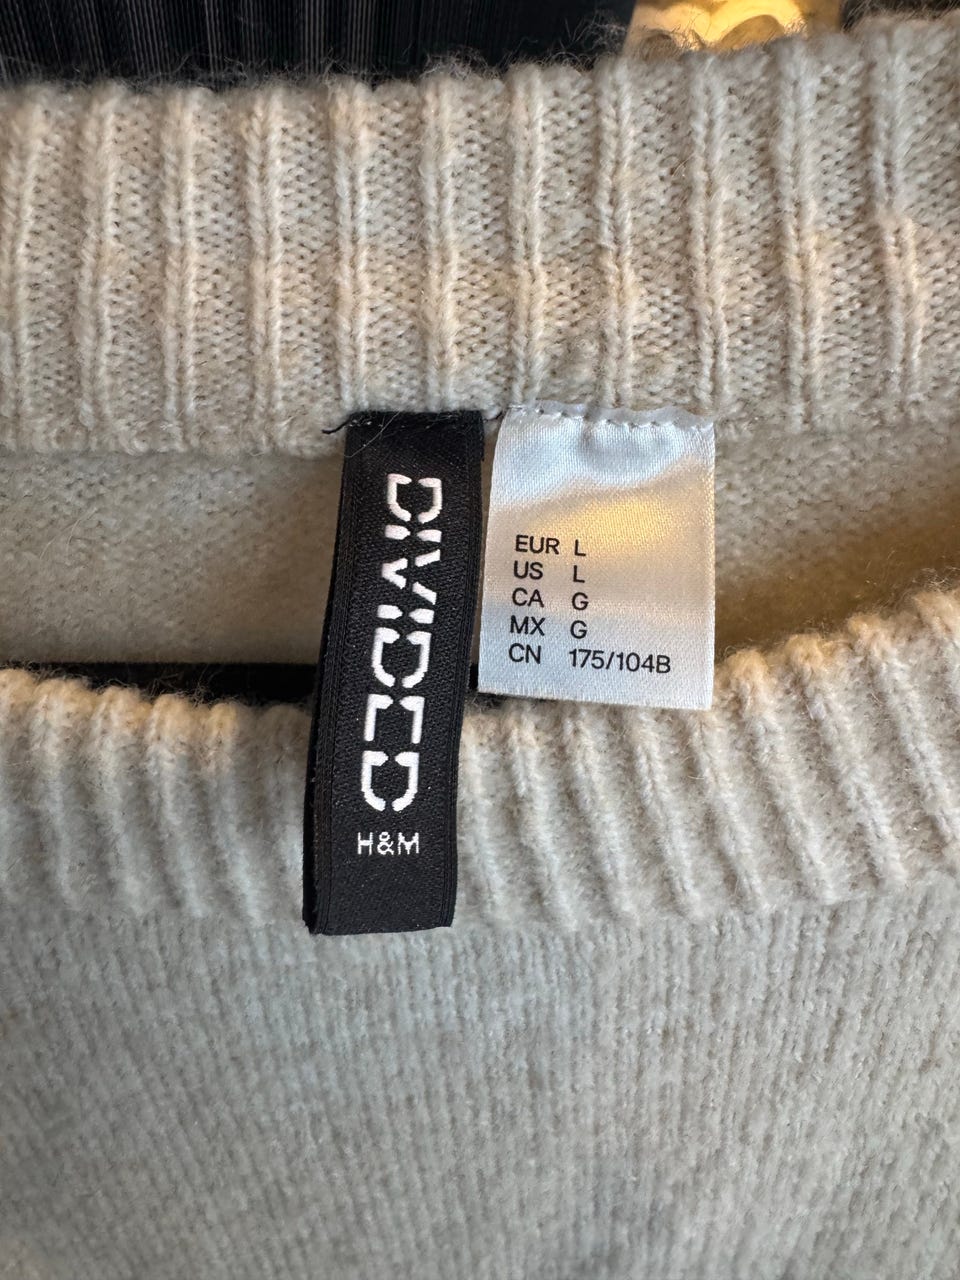 DIVIDED
H&M
EUR L
US L
CA G
MX G
CN 175/104B